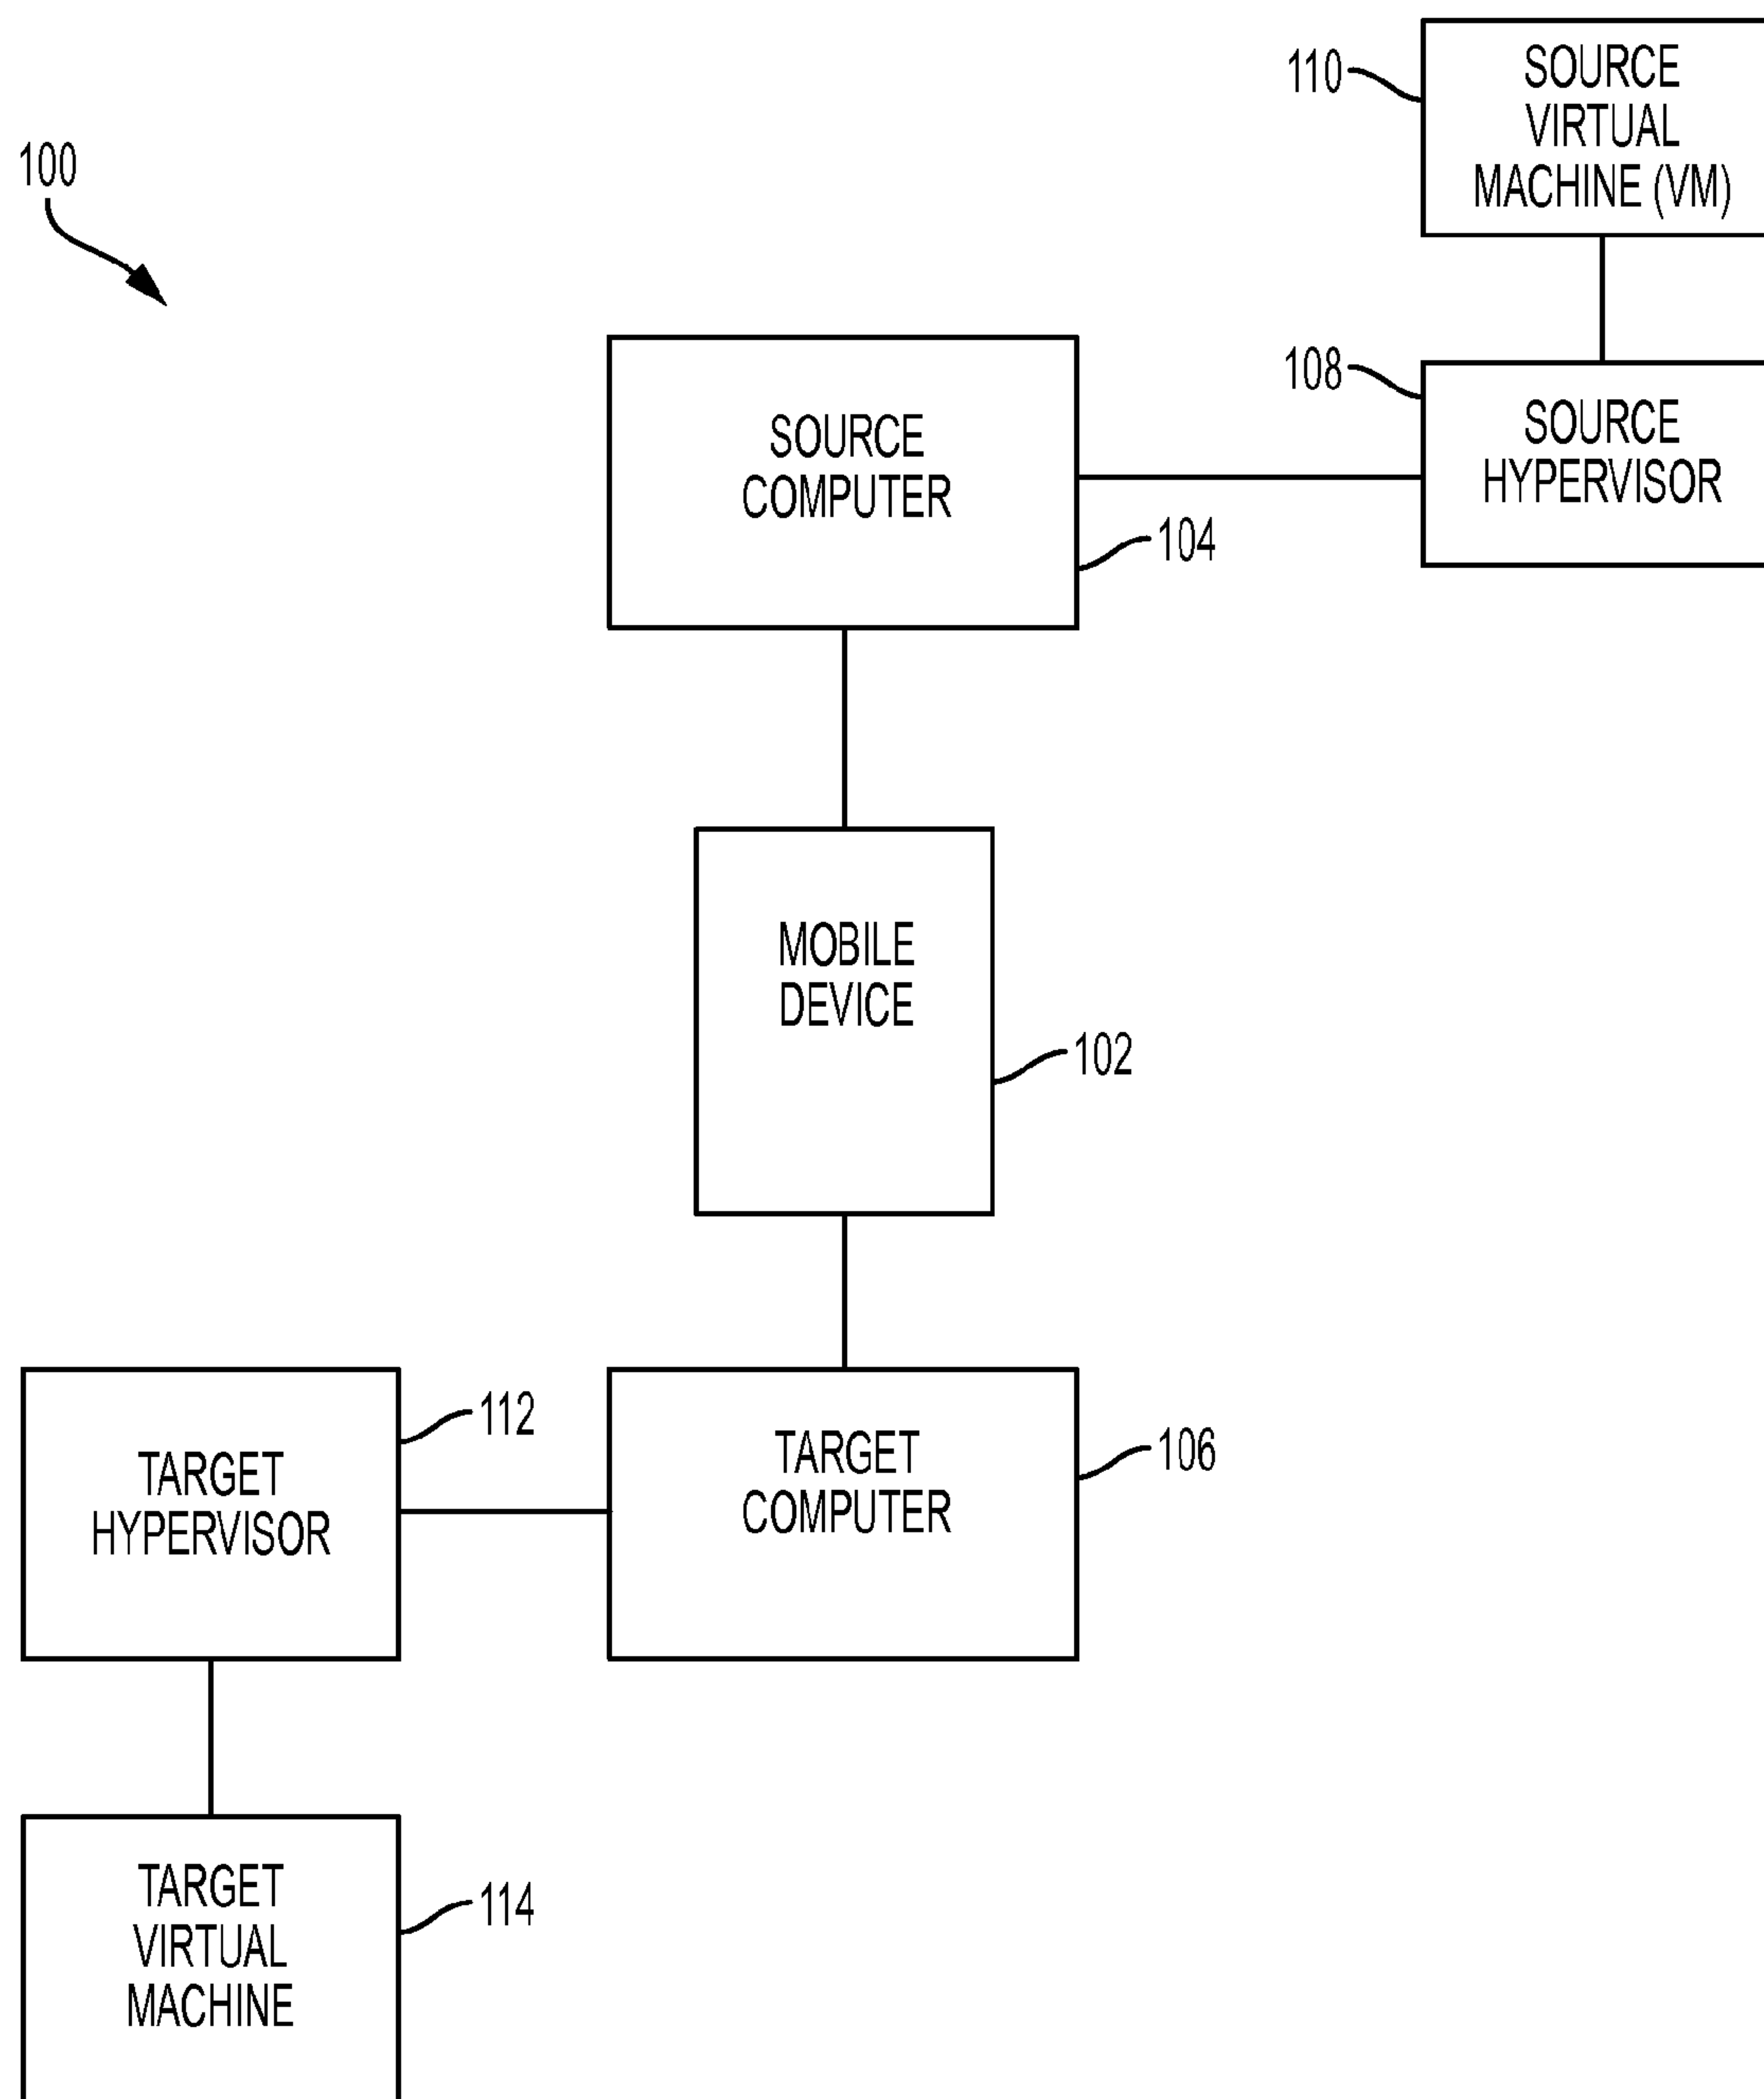 110
SOURCE
VIRTUAL
MACHINE (VM)
100
108
SOURCE
HYPERVISOR
SOURCE
COMPUTER
104
MOBILE
DEVICE
102
112
TARGET
HYPERVISOR
TARGET
COMPUTER
106
TARGET
VIRTUAL
MACHINE
114